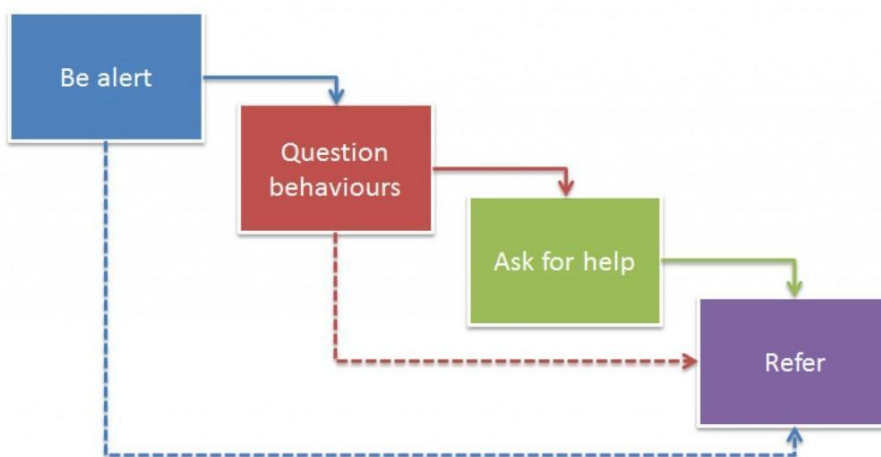 Be alert
Question
behaviours
Ask for help
Refer